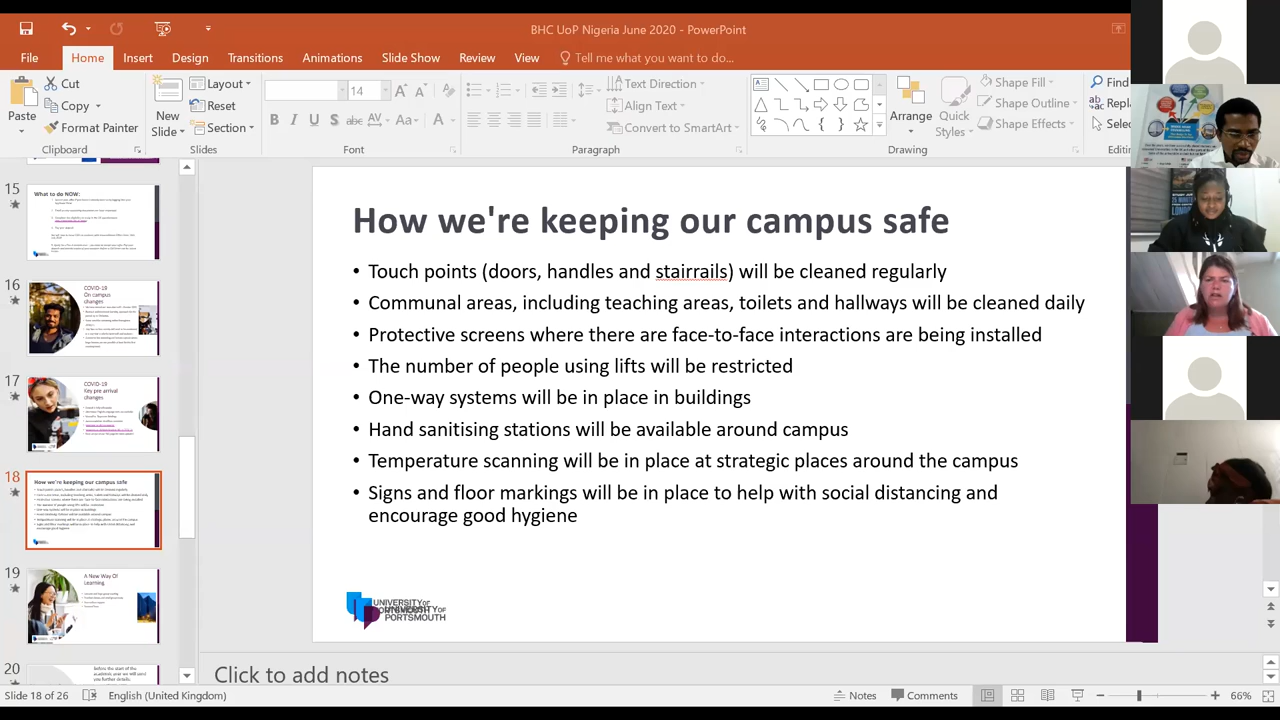 BHC UoP Nigeria June 2020 - PowerPoint
File Home Insert Design Transitions Animations Slide Show Review View Tell me what you want to do...
Paste
Cut
Copy
Format Painter
Clipboard
New
Slide
Layout
Reset
Section
Slides
14
B I U S abc AV Aa A
Font
Text Direction
Align Text
Convert to SmartArt
Paragraph
Arrange
Quick
Styles
Shape Fill
Shape Outline
Shape Effects
Drawing
Find
Repla
Selec
Editin
15
What to do NOW:
16
COVID-19
On campus
changes
17
COVID-19
Key pre arrival
changes
18
How we're keeping our campus safe
19
A New Way Of
Learning
20
Before the start of the
academic year we will send
you further details.
How we're keeping our campus safe
• Touch points (doors, handles and stairrails) will be cleaned regularly
• Communal areas, including teaching areas, toilets and hallways will be cleaned daily
• Protective screens where there are face-to-face interactions are being installed
• The number of people using lifts will be restricted
• One-way systems will be in place in buildings
• Hand sanitising stations will be available around campus
• Temperature scanning will be in place at strategic places around the campus
• Signs and floor markings will be in place to help with social distancing and
encourage good hygiene
UNIVERSITY OF
PORTSMOUTH
UNIVERSITY OF
PORTSMOUTH
Click to add notes
Slide 18 of 26 English (United Kingdom) Notes Comments 66%